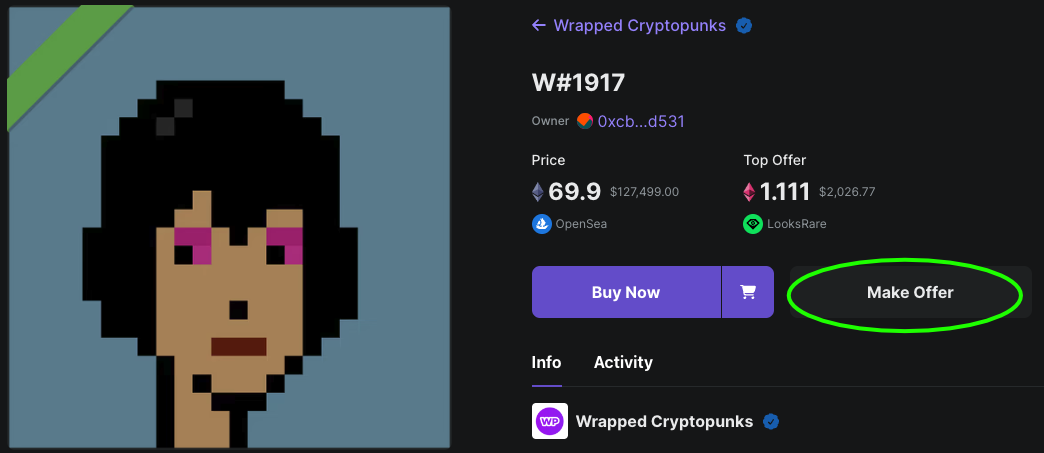 Wrapped Cryptopunks
W#1917
Owner 0xcb...d531
Price Top Offer
69.9 $127,499.00 1.111 $2,026.77
OpenSea LooksRare
Buy Now Make Offer
Info Activity
WP Wrapped Cryptopunks